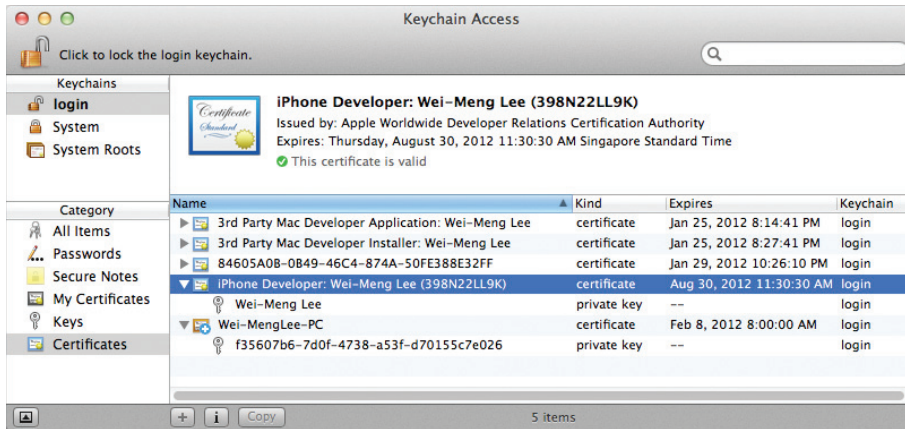 Keychain Access
Click to lock the login keychain.
Keychains
login
System
System Roots
Category
All Items
Passwords
Secure Notes
My Certificates
Keys
Certificates
Certificate
Standard
iPhone Developer: Wei-Meng Lee (398N22LL9K)
Issued by: Apple Worldwide Developer Relations Certification Authority
Expires: Thursday, August 30, 2012 11:30:30 AM Singapore Standard Time
This certificate is valid
Name Kind Expires Keychain
3rd Party Mac Developer Application: Wei-Meng Lee certificate Jan 25, 2012 8:14:41 PM login
3rd Party Mac Developer Installer: Wei-Meng Lee certificate Jan 25, 2012 8:27:41 PM login
84605A0B-0B49-46C4-874A-50FE388E32FF certificate Jan 29, 2012 10:26:10 PM login
iPhone Developer: Wei-Meng Lee (398N22LL9K) certificate Aug 30, 2012 11:30:30 AM login
Wei-Meng Lee private key -- login
Wei-MengLee-PC certificate Feb 8, 2012 8:00:00 AM login
f35607b6-7d0f-4738-a53f-d70155c7e026 private key -- login
+ i Copy 5 items